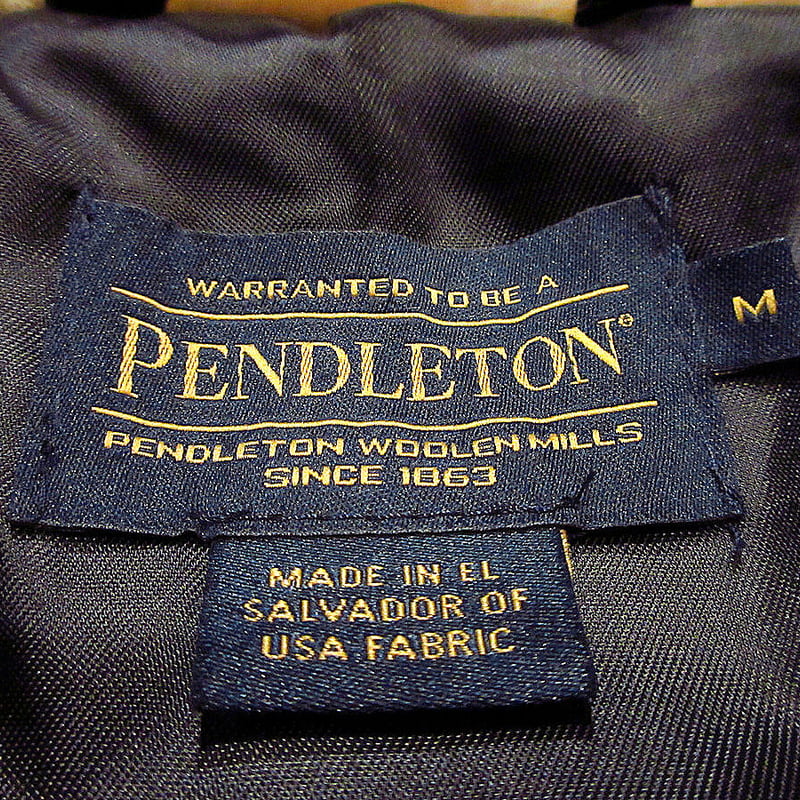 WARRANTED TO BE A
PENDLETON®
PENDLETON WOOLEN MILLS
SINCE 1863
M
MADE IN EL
SALVADOR OF
USA FABRIC